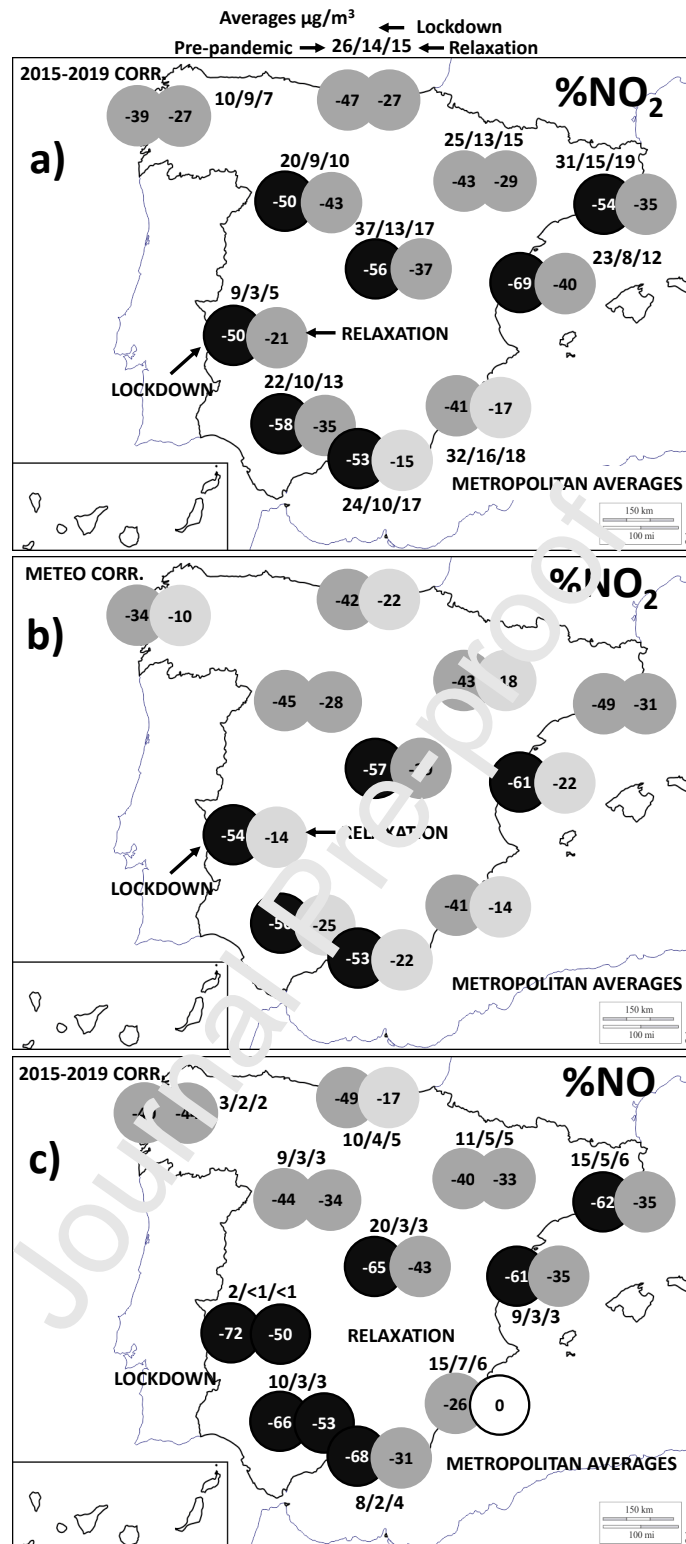 Averages µg/m³ ← Lockdown
Pre-pandemic → 26/14/15 ← Relaxation
2015-2019 CORR.
%NO₂
a)
-39 -27
10/9/7
-47 -27
25/13/15
-43 -29
31/15/19
-54 -35
20/9/10
-50 -43
37/13/17
-56 -37
-69 -40
23/8/12
9/3/5
-50 -21
← RELAXATION
LOCKDOWN
22/10/13
-58 -35
-41 -17
32/16/18
-53 -15
24/10/17
METROPOLITAN AVERAGES
150 km
100 mi
METEO CORR.
%NO₂
b)
-34 -10
-42 -22
-45 -28
-43 -18
-49 -31
-57
-61 -22
-54 -14
← RELAXATION
LOCKDOWN
-25
-41 -14
-53 -22
METROPOLITAN AVERAGES
150 km
100 mi
2015-2019 CORR.
%NO
c)
3/2/2
-49 -17
10/4/5
9/3/3
-44 -34
11/5/5
-40 -33
15/5/6
-62 -35
20/3/3
-65 -43
-61 -35
9/3/3
2/<1/<1
-72 -50
RELAXATION
LOCKDOWN
10/3/3
-66 -53
15/7/6
-26 0
-68 -31
8/2/4
METROPOLITAN AVERAGES
150 km
100 mi
Journal Pre-proof